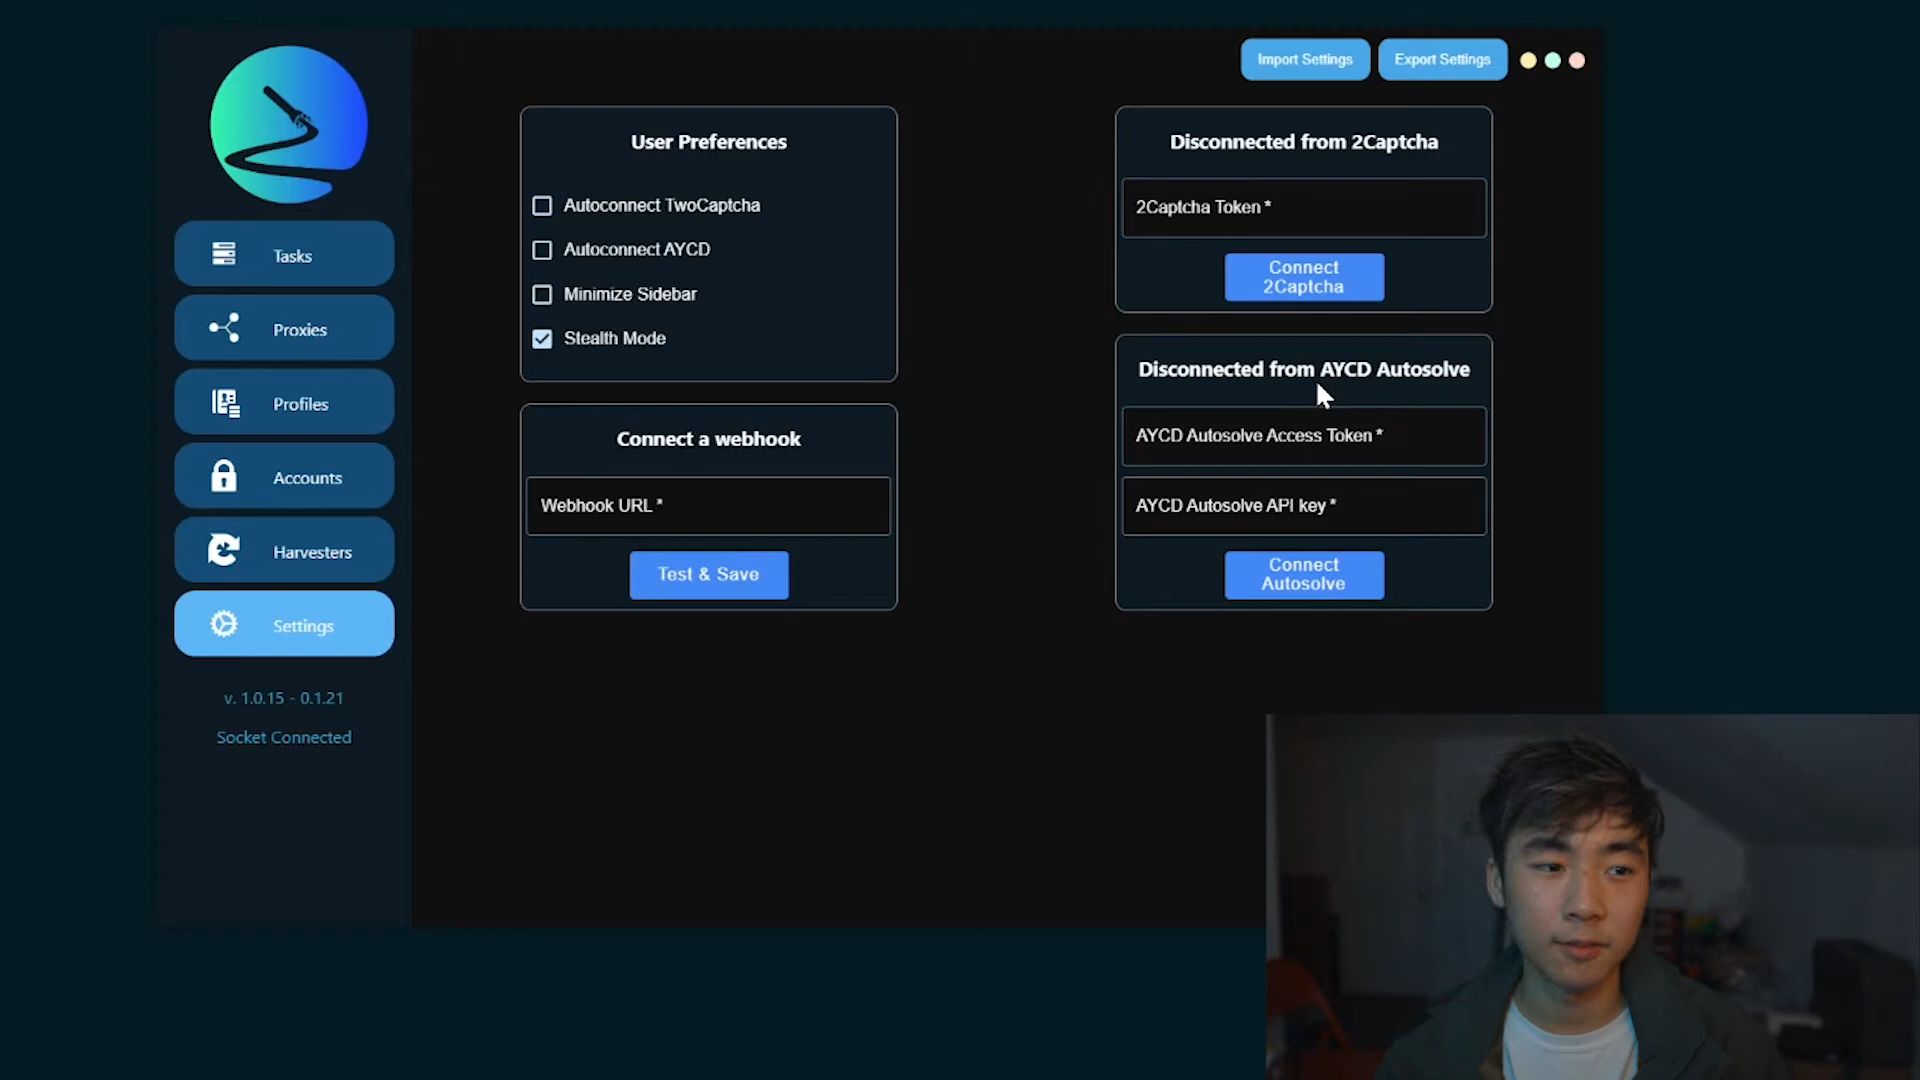 Import Settings
Export Settings
Tasks
Proxies
Profiles
Accounts
Harvesters
Settings
v. 1.0.15 - 0.1.21
Socket Connected
User Preferences
Autoconnect TwoCaptcha
Autoconnect AYCD
Minimize Sidebar
Stealth Mode
Connect a webhook
Webhook URL *
Test & Save
Disconnected from 2Captcha
2Captcha Token *
Connect
2Captcha
Disconnected from AYCD Autosolve
AYCD Autosolve Access Token *
AYCD Autosolve API key *
Connect
Autosolve